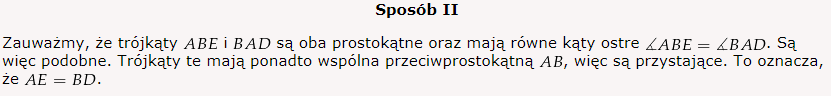 Sposób II
Zauważmy, że trójkąty ABE i BAD są oba prostokątne oraz mają równe kąty ostre ∡ABE = ∡BAD. Są
więc podobne. Trójkąty te mają ponadto wspólna przeciwprostokątną AB, więc są przystające. To oznacza,
że AE = BD.